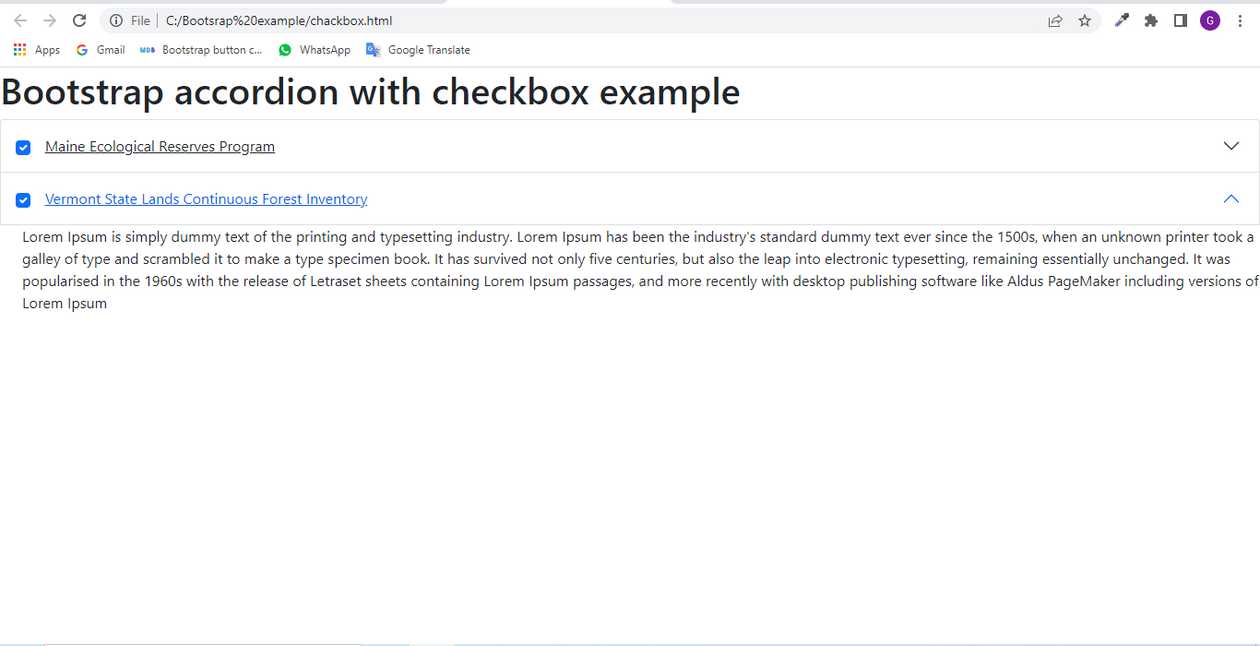 File C:/Bootsrap%20example/chackbox.html
G
Apps Gmail MDB Bootstrap button c... WhatsApp Google Translate
Bootstrap accordion with checkbox example
Maine Ecological Reserves Program
Vermont State Lands Continuous Forest Inventory
Lorem Ipsum is simply dummy text of the printing and typesetting industry. Lorem Ipsum has been the industry's standard dummy text ever since the 1500s, when an unknown printer took a
galley of type and scrambled it to make a type specimen book. It has survived not only five centuries, but also the leap into electronic typesetting, remaining essentially unchanged. It was
popularised in the 1960s with the release of Letraset sheets containing Lorem Ipsum passages, and more recently with desktop publishing software like Aldus PageMaker including versions of
Lorem Ipsum